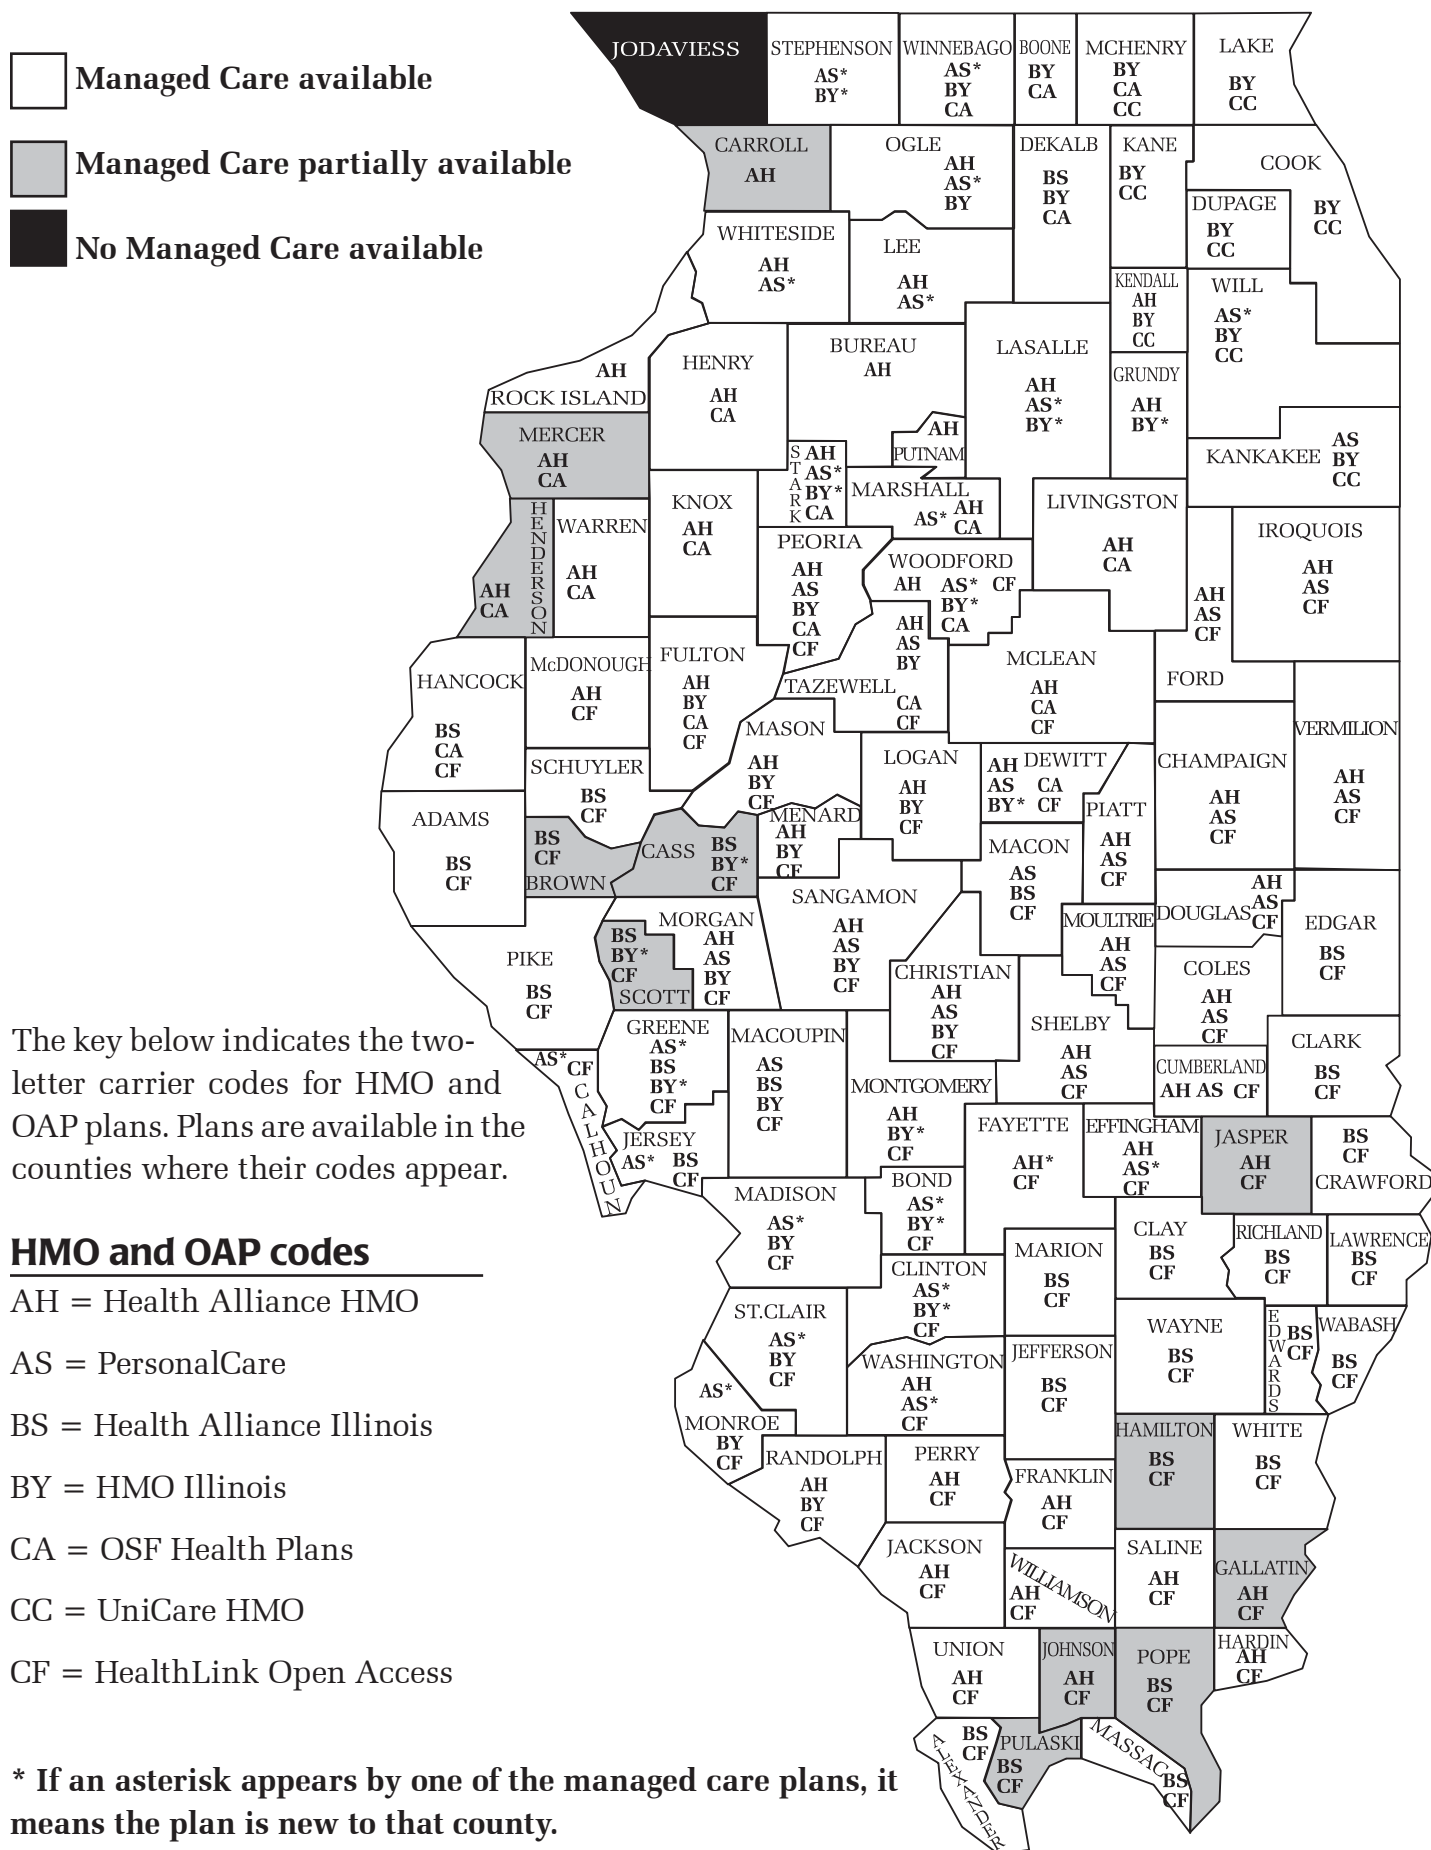 Managed Care available
Managed Care partially available
No Managed Care available
JODAVIESS
STEPHENSON
AS*
BY*
WINNEBAGO
AS*
BY
CA
BOONE
BY
CA
MCHENRY
BY
CA
CC
LAKE
BY
CC
CARROLL
AH
OGLE
AH
AS*
BY
DEKALB
BS
BY
CA
KANE
BY
CC
COOK
BY
CC
DUPAGE
BY
CC
WHITESIDE
AH
AS*
LEE
AH
AS*
KENDALL
AH
BY
CC
WILL
AS*
BY
CC
AH
ROCK ISLAND
HENRY
AH
CA
BUREAU
AH
LASALLE
AH
AS*
BY*
GRUNDY
AH
BY*
MERCER
AH
CA
AH
PUTNAM
KANKAKEE
AS
BY
CC
STARK
AH
AS*
BY*
CA
MARSHALL
AS* AH
CA
KNOX
AH
CA
HENDERSON
AH
CA
WARREN
AH
CA
PEORIA
AH
AS
BY
CA
CF
WOODFORD
AH AS* CF
BY*
CA
LIVINGSTON
AH
CA
IROQUOIS
AH
AS
CF
AH
AS
CF
FORD
HANCOCK
BS
CA
CF
McDONOUGH
AH
CF
FULTON
AH
BY
CA
CF
AH
AS
BY
TAZEWELL
CA
CF
MCLEAN
AH
CA
CF
MASON
AH
BY
CF
SCHUYLER
BS
CF
LOGAN
AH
BY
CF
DEWITT
AH
AS CA
BY* CF
CHAMPAIGN
AH
AS
CF
VERMILION
AH
AS
CF
PIATT
AH
AS
CF
ADAMS
BS
CF
BS
CF
BROWN
CASS
BS
BY*
CF
MENARD
AH
BY
CF
MACON
AS
BS
CF
SANGAMON
AH
AS
BY
CF
MOULTRIE
AH
AS
CF
DOUGLAS
AH
AS
CF
EDGAR
BS
CF
PIKE
BS
CF
BS
BY*
CF
SCOTT
MORGAN
AH
AS
BY
CF
CHRISTIAN
AH
AS
BY
CF
COLES
AH
AS
CF
SHELBY
AH
AS
CF
CLARK
BS
CF
CUMBERLAND
AH AS CF
The key below indicates the two-
letter carrier codes for HMO and
OAP plans. Plans are available in the
counties where their codes appear.
AS* CF
CALHOUN
GREENE
AS*
BS
BY*
CF
MACOUPIN
AS
BS
BY
CF
MONTGOMERY
AH
BY*
CF
FAYETTE
AH*
CF
EFFINGHAM
AH
AS*
CF
JASPER
AH
CF
BS
CF
CRAWFORD
JERSEY
AS* BS
CF
MADISON
AS*
BY
CF
BOND
AS*
BY*
CF
CLAY
BS
CF
RICHLAND
BS
CF
LAWRENCE
BS
CF
HMO and OAP codes
AH = Health Alliance HMO
AS = PersonalCare
BS = Health Alliance Illinois
BY = HMO Illinois
CA = OSF Health Plans
CC = UniCare HMO
CF = HealthLink Open Access
MARION
BS
CF
CLINTON
AS*
BY*
CF
ST.CLAIR
AS*
BY
CF
WAYNE
BS
CF
EDWARDS
BS
CF
WABASH
BS
CF
AS*
MONROE
BY
CF
WASHINGTON
AH
AS*
CF
JEFFERSON
BS
CF
HAMILTON
BS
CF
WHITE
BS
CF
RANDOLPH
AH
BY
CF
PERRY
AH
CF
FRANKLIN
AH
CF
JACKSON
AH
CF
WILLIAMSON
AH
CF
SALINE
AH
CF
GALLATIN
AH
CF
UNION
AH
CF
JOHNSON
AH
CF
POPE
BS
CF
HARDIN
AH
CF
ALEXANDER
BS
CF
PULASKI
BS
CF
MASSAC
BS
CF
* If an asterisk appears by one of the managed care plans, it
means the plan is new to that county.